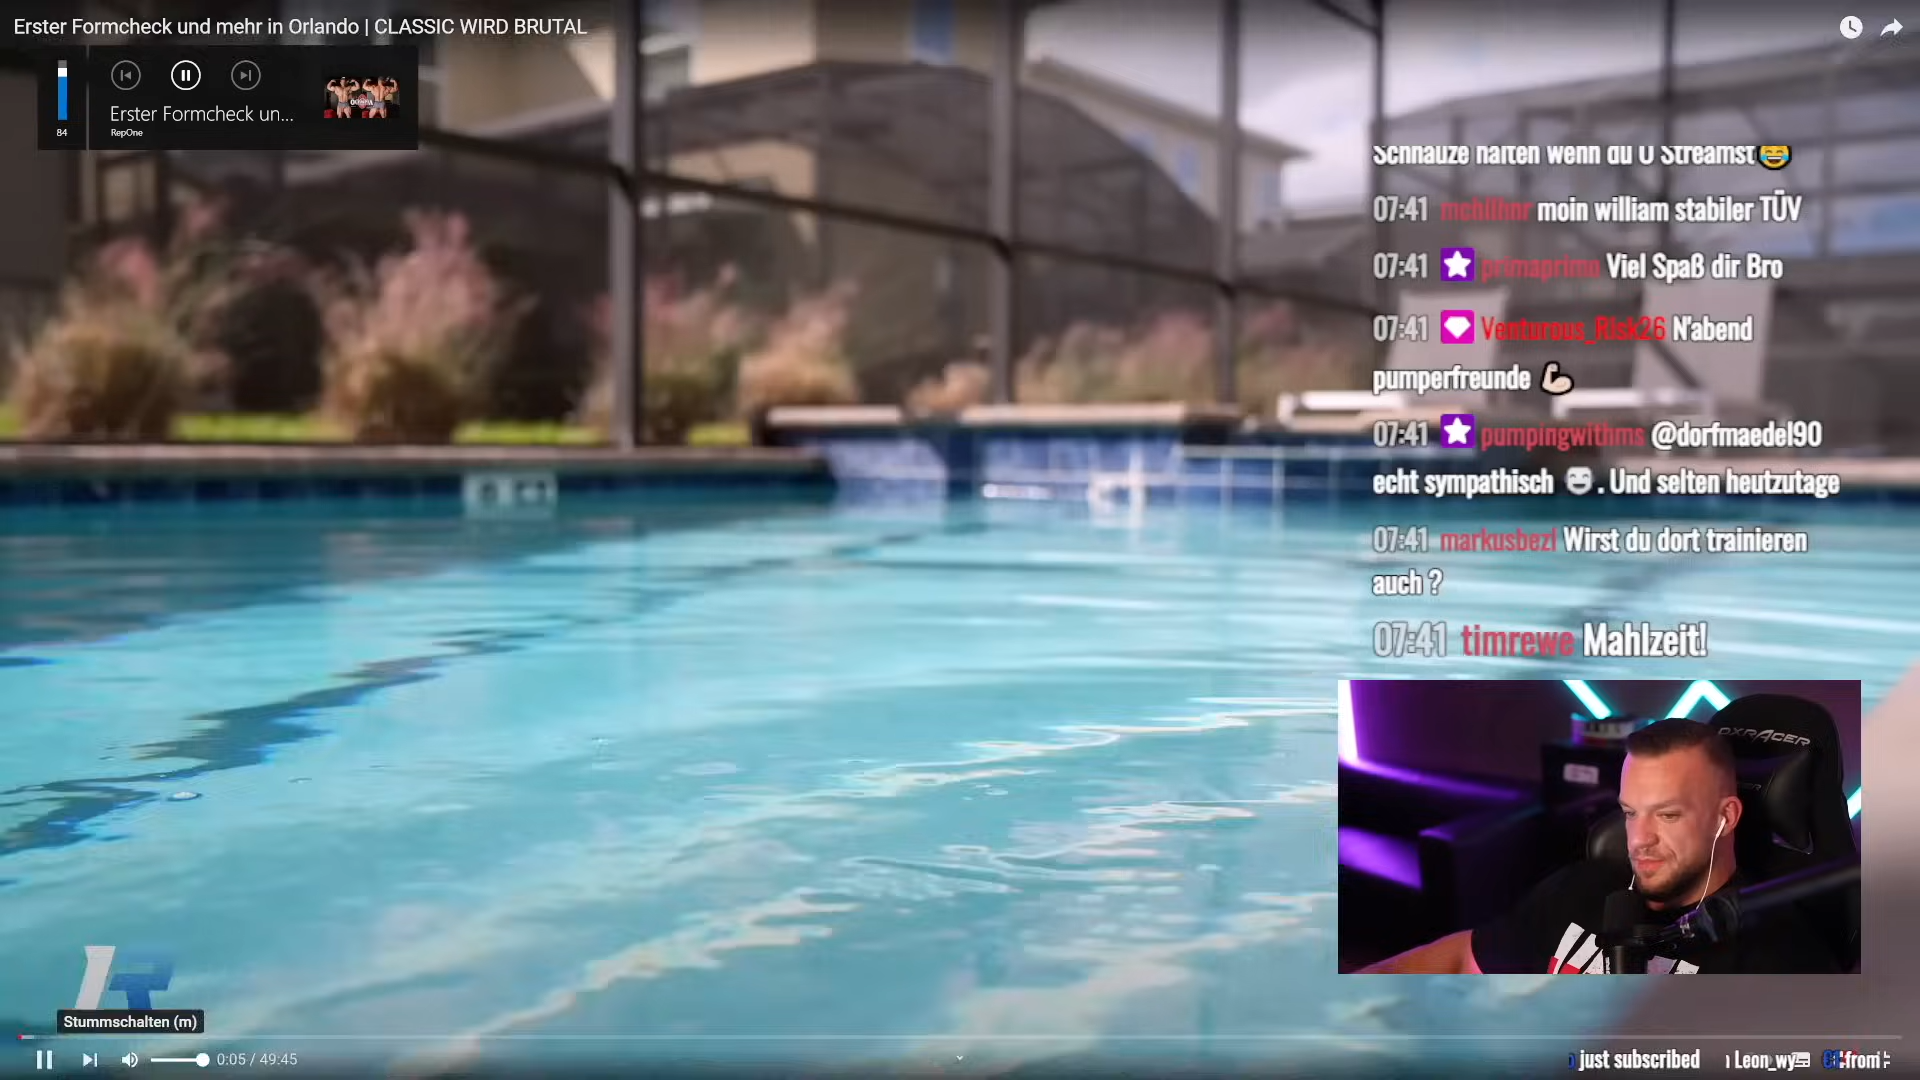 Erster Formcheck und mehr in Orlando | CLASSIC WIRD BRUTAL
Erster Formcheck un...
84
RepOne
Schnauze halten wenn du U Streamst😂
07:41 mchillnr moin william stabiler TÜV
07:41 primaprimo Viel Spaß dir Bro
07:41 Venturous_Risk26 N'abend
pumperfreunde 💪🏻
07:41 pumpingwithms @dorfmaedel90
echt sympathisch 😄. Und selten heutzutage
07:41 markusbezl Wirst du dort trainieren
auch ?
07:41 timrewe Mahlzeit!
DXRACER
Stummschalten (m)
0:05 / 49:45
just subscribed
Leon_wy
from